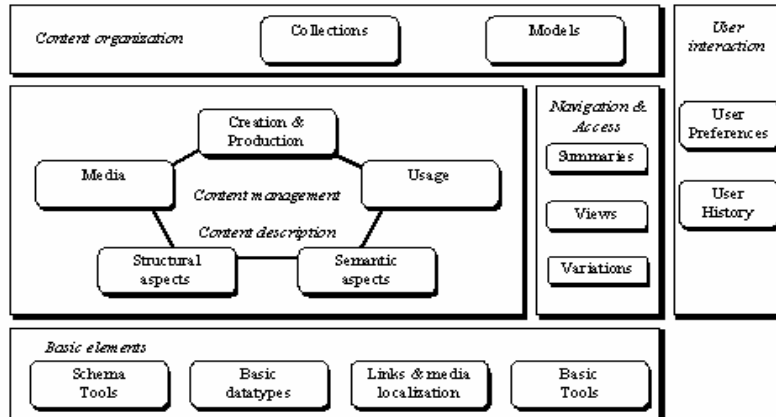 Content organization
Collections
Models
User
interaction
User
Preferences
User
History
Creation &
Production
Media
Usage
Content management
Content description
Structural
aspects
Semantic
aspects
Navigation &
Access
Summaries
Views
Variations
Basic elements
Schema
Tools
Basic
datatypes
Links & media
localization
Basic
Tools